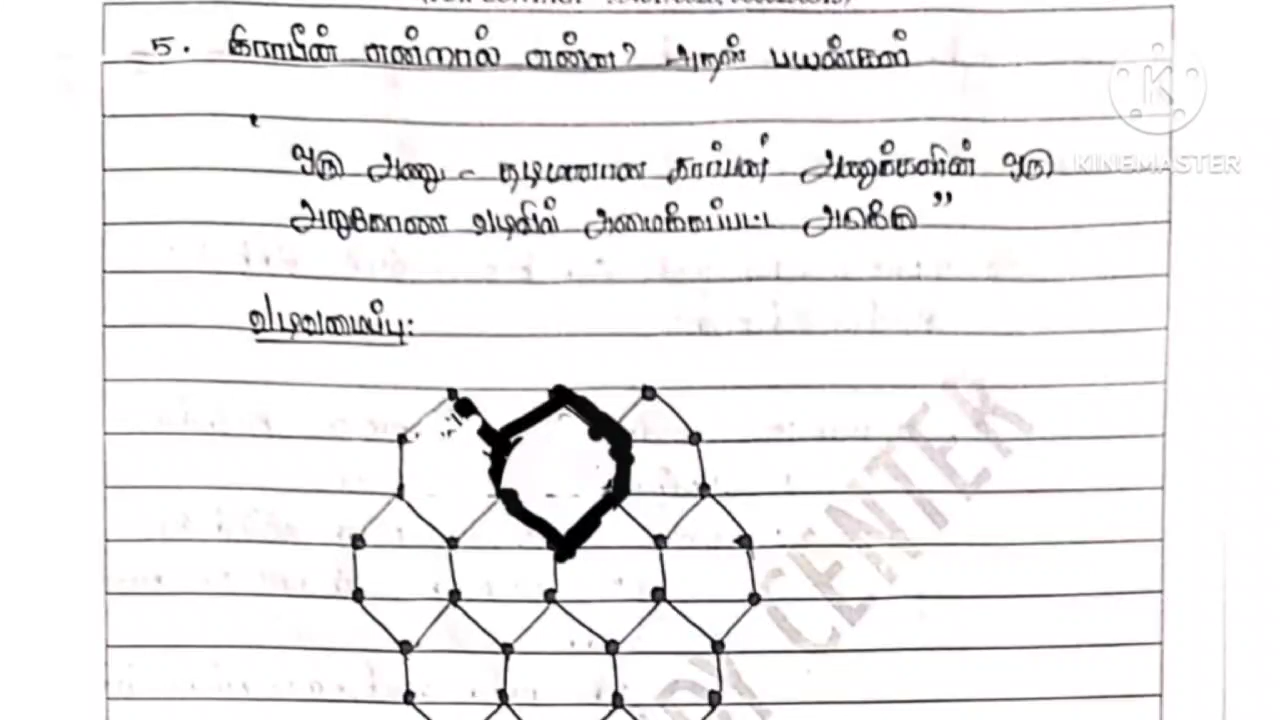 5. கிராபீன் என்றால் என்ன? அதன் பயன்கள்
KINEMASTER
"ஒரு அணு - தடிமனான கார்பன் அணுக்களின் ஒரு
அறுகோண வடிவில் அமைக்கப்பட்ட அடுக்கு"
வடிவமைப்பு:
CENTER